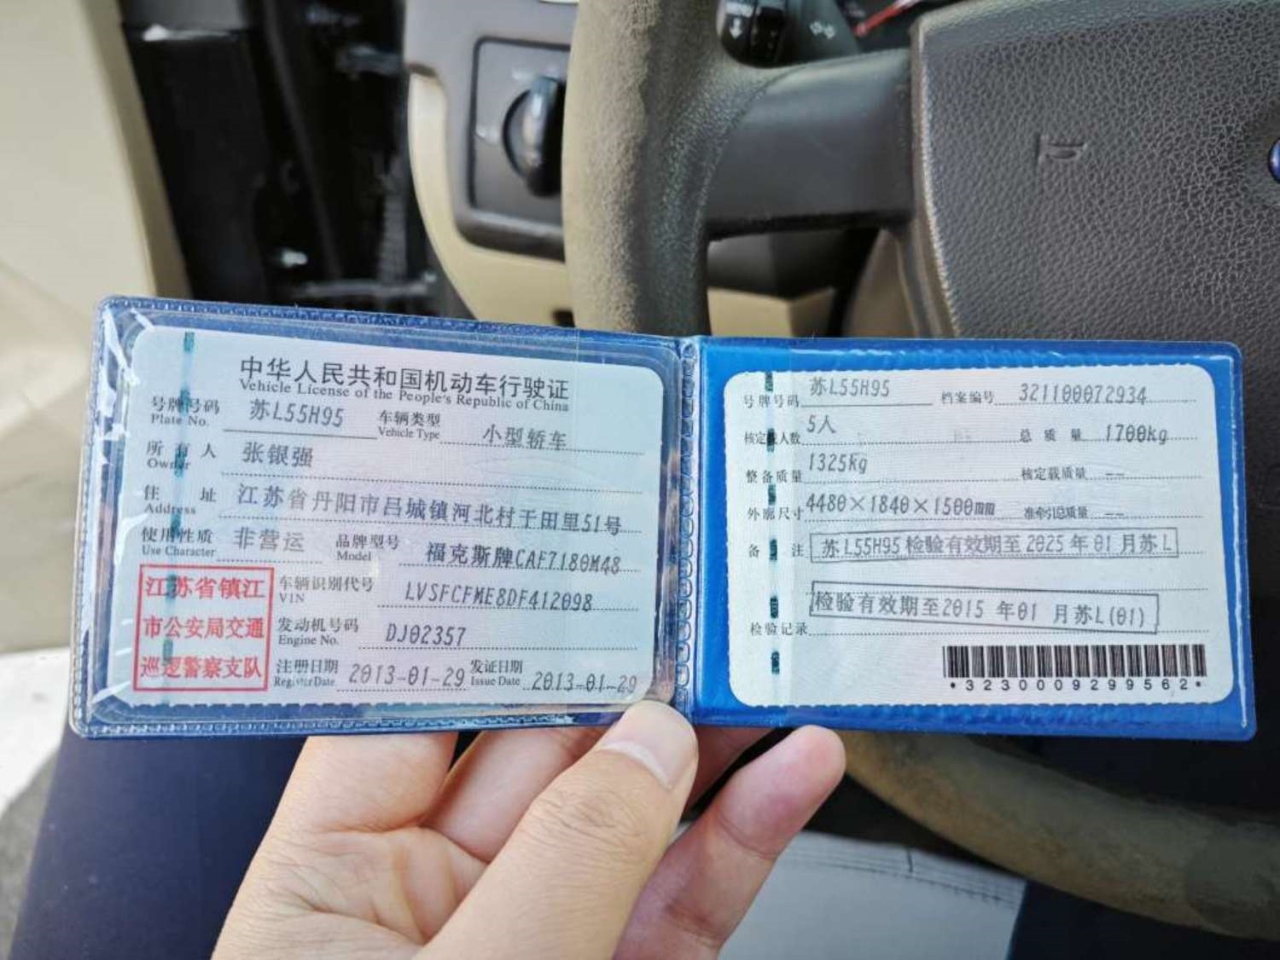 中华人民共和国机动车行驶证
Vehicle License of the People's Republic of China
号牌号码 苏L55H95 车辆类型 小型轿车
Plate No. Vehicle Type
所有人 张银强
Owner
住址 江苏省丹阳市吕城镇河北村于田里51号
Address
使用性质 非营运 品牌型号 福克斯牌CAF7180M48
Use Character Model
江苏省镇江
市公安局交通
巡逻警察支队
车辆识别代号 LVSFCFME8DF412098
VIN
发动机号码 DJ02357
Engine No.
注册日期 2013-01-29 发证日期 2013-01-29
Register Date Issue Date
号牌号码 苏L55H95 档案编号 321100072934
核定载人数 5人 总质量 1700kg
整备质量 1325kg 核定载质量 --
外廓尺寸 4480×1840×1500mm 准牵引总质量 --
备注 苏L55H95检验有效期至2025年01月苏L
检验有效期至2015年01月苏L(01)
检验记录
*3230009299562*